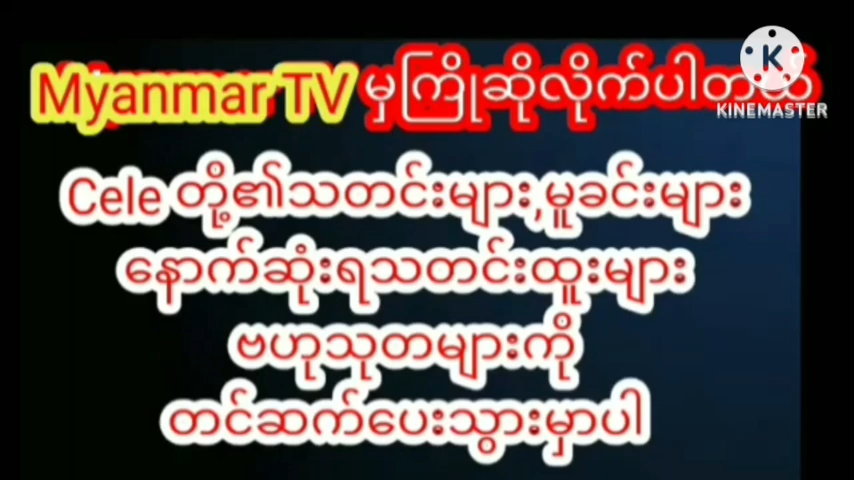 Myanmar TV မှကြိုဆိုလိုက်ပါတယ်
KINEMASTER
Cele တို့၏သတင်းများ,မူခင်းများ
နောက်ဆုံးရသတင်းထူးများ
ဗဟုသုတများကို
တင်ဆက်ပေးသွားမှာပါ